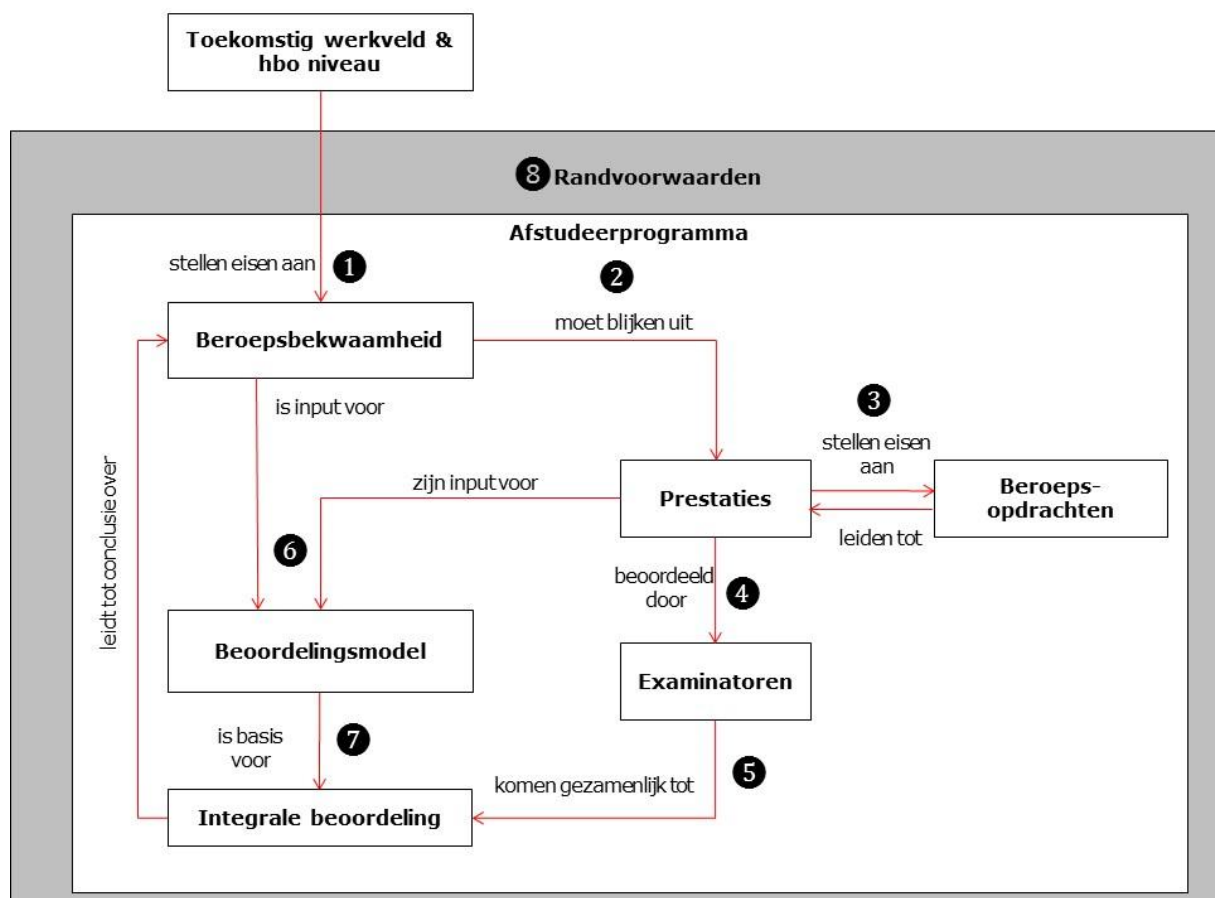 Toekomstig werkveld &
hbo niveau
8 Randvoorwaarden
Afstudeerprogramma
stellen eisen aan
1
2
moet blijken uit
Beroepsbekwaamheid
is input voor
3
stellen eisen
aan
zijn input voor
Prestaties
Beroeps-
opdrachten
leiden tot
leidt tot conclusie over
6
beoordeeld
door
4
Beoordelingsmodel
Examinatoren
is basis
voor
7
5
komen gezamenlijk tot
Integrale beoordeling